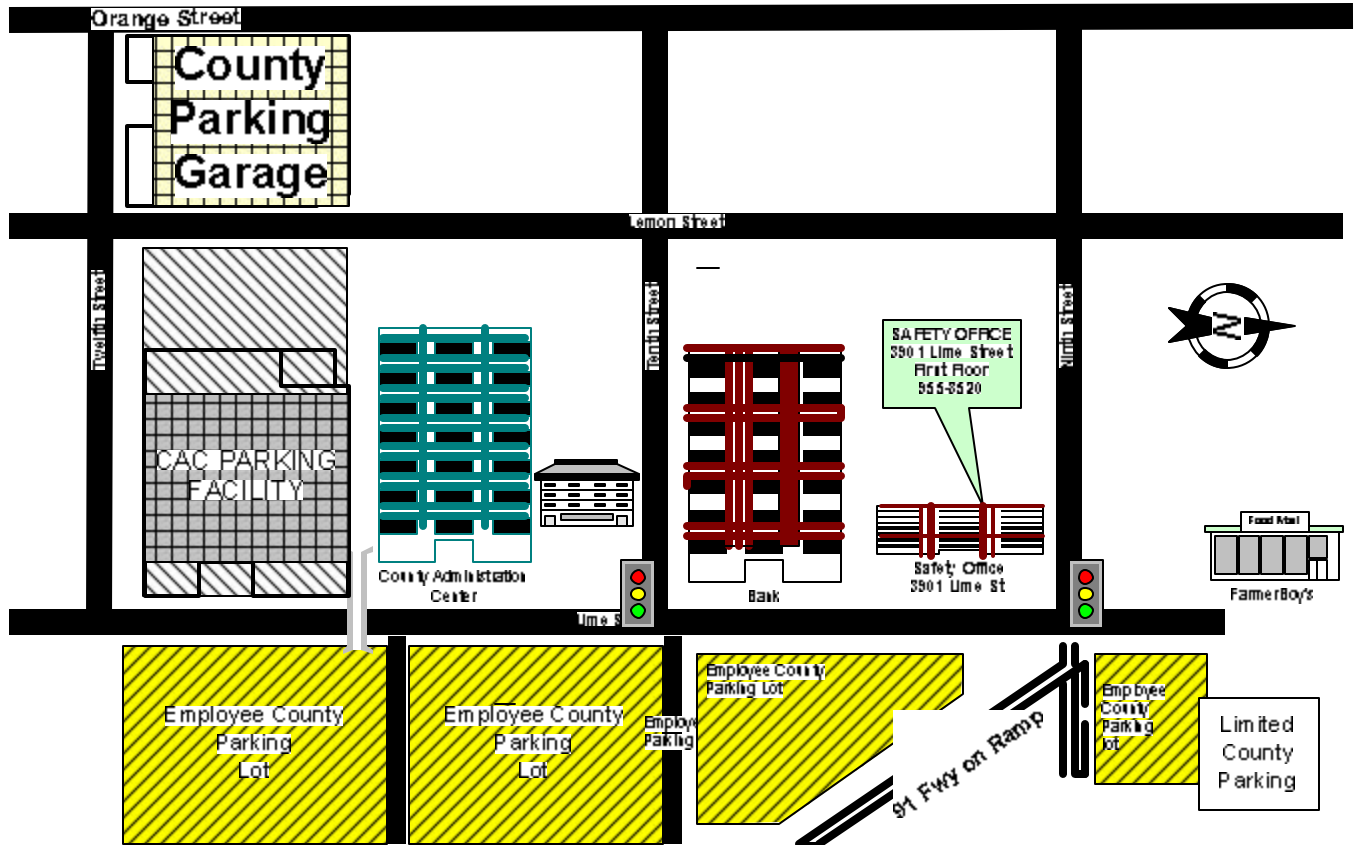 Orange Street
County
Parking
Garage
Lemon Street
Twelfth Street
Tenth Street
Ninth Street
N
SAFETY OFFICE
3901 Lime Street
First Floor
955-3520
CAC PARKING
FACILITY
County Administration
Center
Bank
Safety Office
3901 Lime St
Food Mart
Farmer Boy's
Lime S
Employee County
Parking
Lot
Employee County
Parking
Lot
Employe
Parking
Employee County
Parking Lot
91 Fwy on Ramp
Employee
County
Parking
lot
Limited
County
Parking